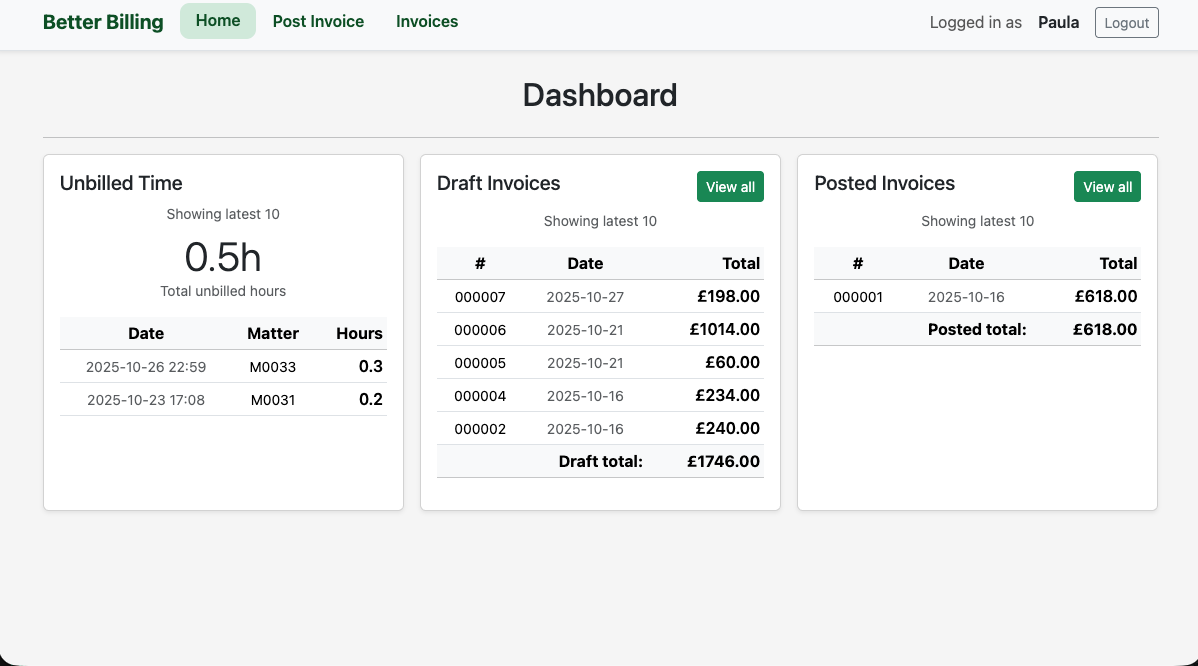 Better Billing Home Post Invoice Invoices Logged in as Paula Logout
Dashboard
Unbilled Time
Showing latest 10
0.5h
Total unbilled hours
Date Matter Hours
2025-10-26 22:59 M0033 0.3
2025-10-23 17:08 M0031 0.2
Draft Invoices View all
Showing latest 10
# Date Total
000007 2025-10-27 £198.00
000006 2025-10-21 £1014.00
000005 2025-10-21 £60.00
000004 2025-10-16 £234.00
000002 2025-10-16 £240.00
Draft total: £1746.00
Posted Invoices View all
Showing latest 10
# Date Total
000001 2025-10-16 £618.00
Posted total: £618.00